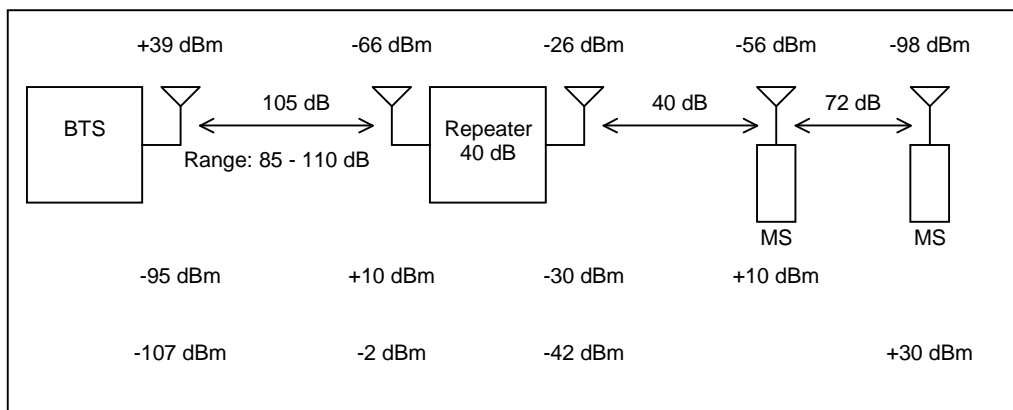 +39 dBm -66 dBm -26 dBm -56 dBm -98 dBm
BTS 105 dB Repeater 40 dB 72 dB
40 dB
Range: 85 - 110 dB
MS MS
-95 dBm +10 dBm -30 dBm +10 dBm
-107 dBm -2 dBm -42 dBm +30 dBm